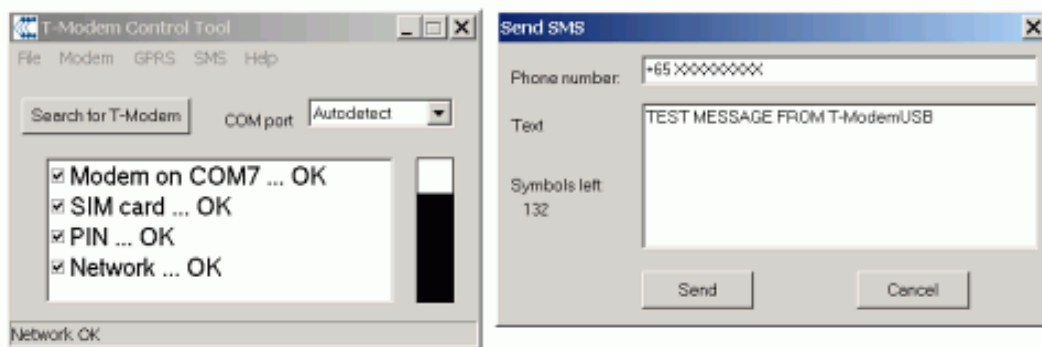 T-Modem Control Tool
File Modem GPRS SMS Help
Search for T-Modem COM port Autodetect
Modem on COM7 ... OK
SIM card ... OK
PIN ... OK
Network ... OK
Network OK
Send SMS
Phone number: +65 XXXXXXXXXX
Text TEST MESSAGE FROM T-ModemUSB
Symbols left
132
Send Cancel